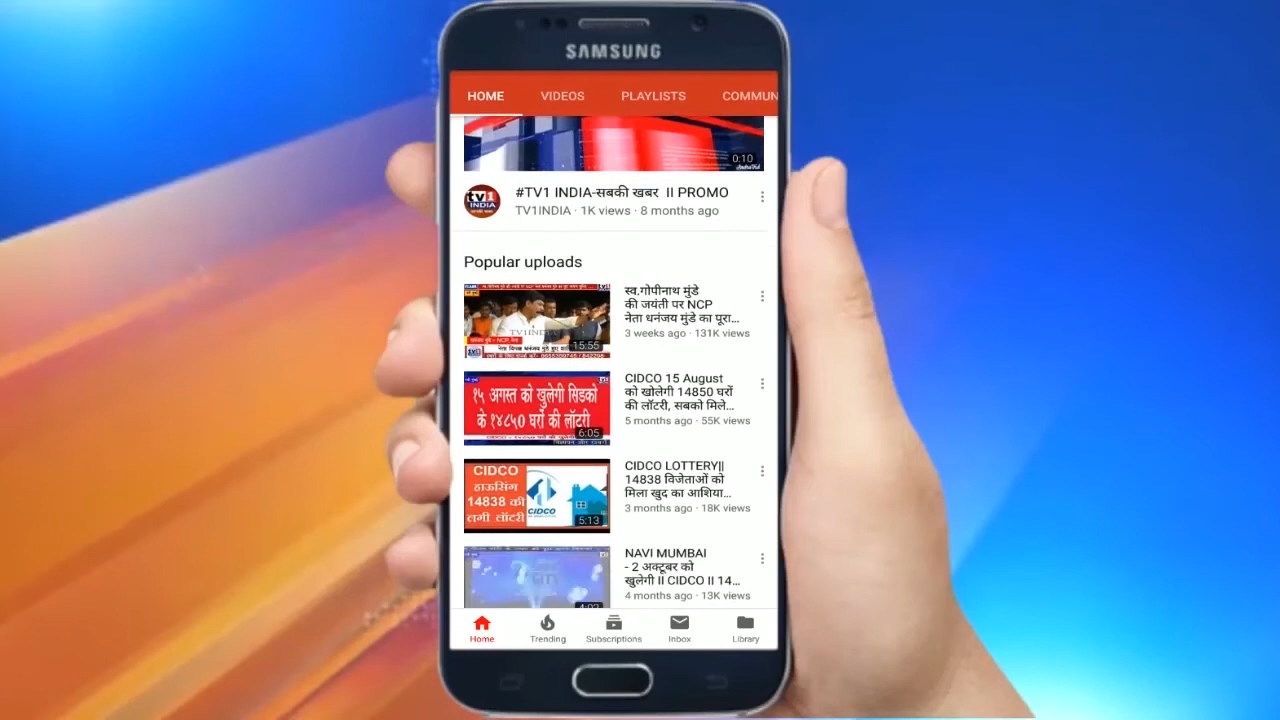 SAMSUNG
HOME VIDEOS PLAYLISTS COMMUN
0:10
tv1
INDIA
#TV1 INDIA-सबकी खबर II PROMO
TV1INDIA · 1K views · 8 months ago
Popular uploads
स्व.गोपीनाथ मुंडे
की जयंती पर NCP
नेता धनंजय मुंडे का पूरा...
3 weeks ago · 131K views
TV1INDIA
15:55
CIDCO 15 August
को खोलेगी 14850 घरों
की लॉटरी, सबको मिले...
5 months ago · 55K views
१५ अगस्त को खुलेगी सिडको
के १४८५० घरों की लॉटरी
6:05
CIDCO LOTTERY||
14838 विजेताओं को
मिला खुद का आशिया...
3 months ago · 18K views
CIDCO
हाऊसिंग
14838 की
लगी लॉटरी
CIDCO
5:13
NAVI MUMBAI
- 2 अक्टूबर को
खुलेगी II CIDCO II 14...
4 months ago · 13K views
Home Trending Subscriptions Inbox Library